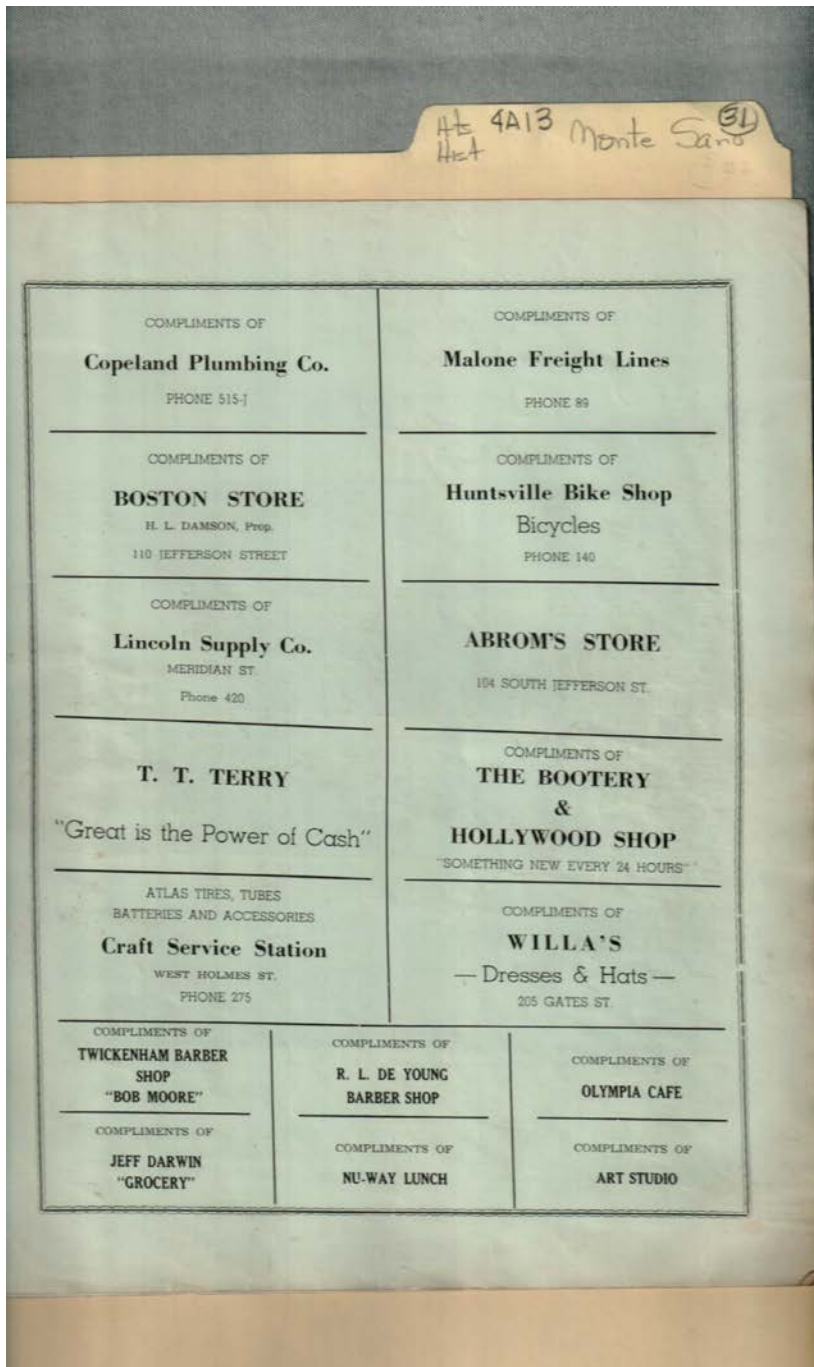 Hts 4A13 Monte Sano 31
Hist
COMPLIMENTS OF
Copeland Plumbing Co.
PHONE 515-J
COMPLIMENTS OF
Malone Freight Lines
PHONE 89
COMPLIMENTS OF
BOSTON STORE
H. L. DAMSON, Prop.
110 JEFFERSON STREET
COMPLIMENTS OF
Huntsville Bike Shop
Bicycles
PHONE 140
COMPLIMENTS OF
Lincoln Supply Co.
MERIDIAN ST.
Phone 420
ABROM'S STORE
104 SOUTH JEFFERSON ST.
T. T. TERRY
"Great is the Power of Cash"
COMPLIMENTS OF
THE BOOTERY
&
HOLLYWOOD SHOP
"SOMETHING NEW EVERY 24 HOURS"
ATLAS TIRES, TUBES
BATTERIES AND ACCESSORIES
Craft Service Station
WEST HOLMES ST.
PHONE 275
COMPLIMENTS OF
WILLA'S
— Dresses & Hats —
205 GATES ST.
COMPLIMENTS OF
TWICKENHAM BARBER
SHOP
"BOB MOORE"
COMPLIMENTS OF
R. L. DE YOUNG
BARBER SHOP
COMPLIMENTS OF
OLYMPIA CAFE
COMPLIMENTS OF
JEFF DARWIN
"GROCERY"
COMPLIMENTS OF
NU-WAY LUNCH
COMPLIMENTS OF
ART STUDIO